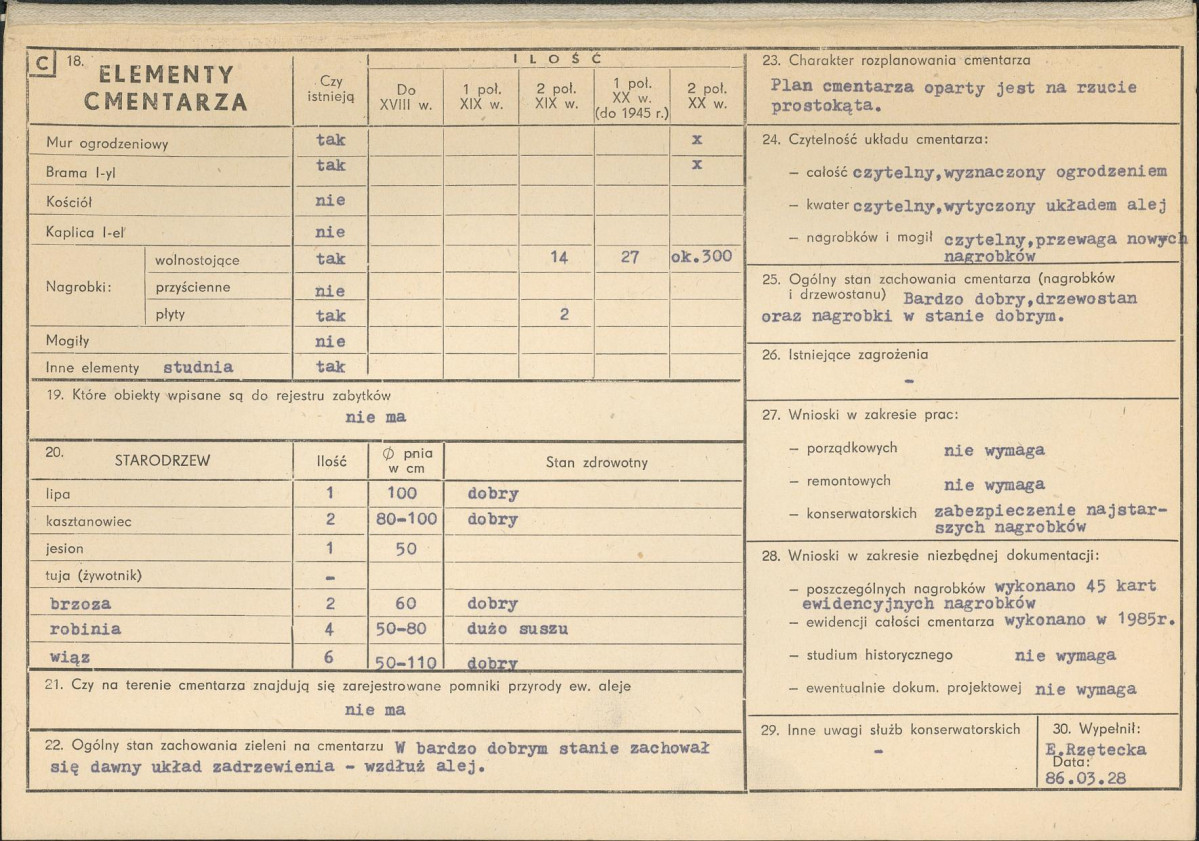 C 18. ELEMENTY CMENTARZA
Czy istnieją
ILOŚĆ
Do XVIII w.
1 poł. XIX w.
2 poł. XIX w.
1 poł. XX w. (do 1945 r.)
2 poł. XX w.
Mur ogrodzeniowy tak x
Brama I-yl tak x
Kościół nie
Kaplica I-el nie
Nagrobki:
wolnostojące tak 14 27 ok.300
przyścienne nie
płyty tak 2
Mogiły nie
Inne elementy studnia tak
19. Które obiekty wpisane są do rejestru zabytków
nie ma
20. STARODRZEW Ilość Ø pnia w cm Stan zdrowotny
lipa 1 100 dobry
kasztanowiec 2 80-100 dobry
jesion 1 50
tuja (żywotnik) -
brzoza 2 60 dobry
robinia 4 50-80 dużo suszu
wiąz 6 50-110 dobry
21. Czy na terenie cmentarza znajdują się zarejestrowane pomniki przyrody ew. aleje
nie ma
22. Ogólny stan zachowania zieleni na cmentarzu W bardzo dobrym stanie zachował
się dawny układ zadrzewienia - wzdłuż alej.
23. Charakter rozplanowania cmentarza
Plan cmentarza oparty jest na rzucie
prostokąta.
24. Czytelność układu cmentarza:
- całość czytelny,wyznaczony ogrodzeniem
- kwater czytelny,wytyczony układem alej
- nagrobków i mogił czytelny,przewaga nowych
nagrobków
25. Ogólny stan zachowania cmentarza (nagrobków
i drzewostanu) Bardzo dobry,drzewostan
oraz nagrobki w stanie dobrym.
26. Istniejące zagrożenia
-
27. Wnioski w zakresie prac:
- porządkowych nie wymaga
- remontowych nie wymaga
- konserwatorskich zabezpieczenie najstar-
szych nagrobków
28. Wnioski w zakresie niezbędnej dokumentacji:
- poszczególnych nagrobków wykonano 45 kart
ewidencyjnych nagrobków
- ewidencji całości cmentarza wykonano w 1985r.
- studium historycznego nie wymaga
- ewentualnie dokum. projektowej nie wymaga
29. Inne uwagi służb konserwatorskich
-
30. Wypełnił:
E.Rzetecka
Data:
86.03.28